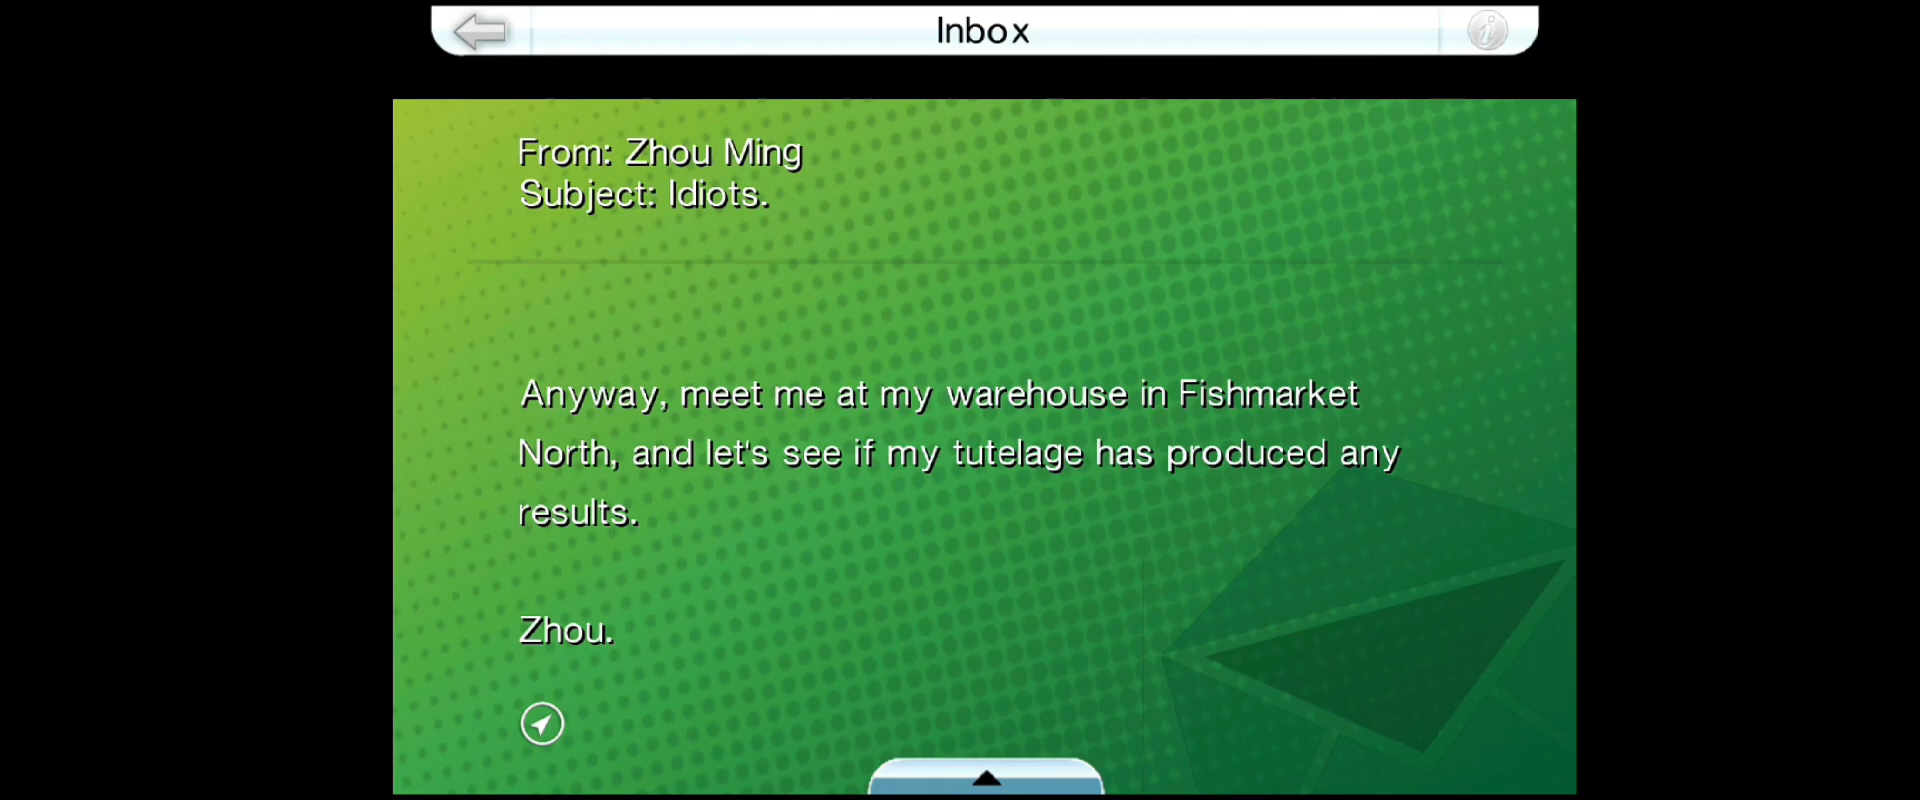 Inbox
From: Zhou Ming
Subject: Idiots.
Anyway, meet me at my warehouse in Fishmarket
North, and let's see if my tutelage has produced any
results.
Zhou.